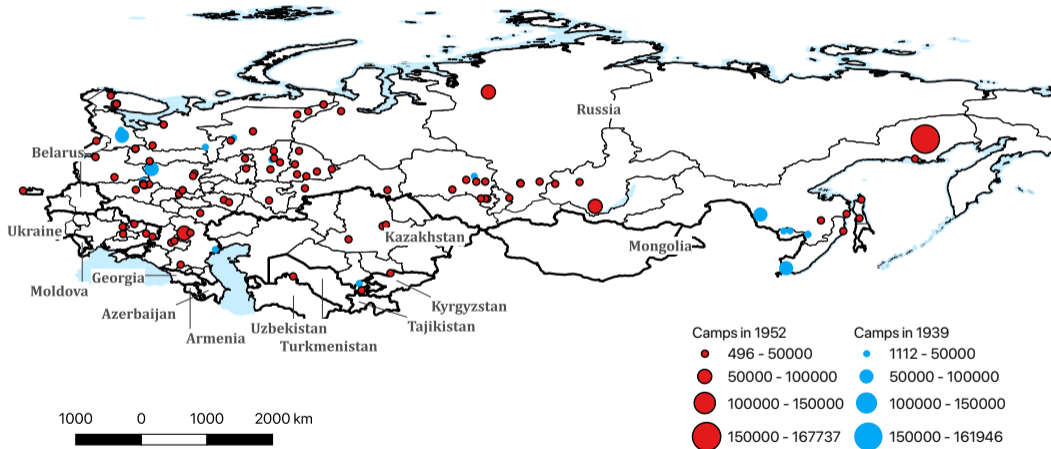 Russia
Belarus
Ukraine
Kazakhstan
Mongolia
Georgia
Moldova
Kyrgyzstan
Azerbaijan
Tajikistan
Uzbekistan
Armenia
Turkmenistan
Camps in 1952 Camps in 1939
496 - 50000 1112 - 50000
50000 - 100000 50000 - 100000
100000 - 150000 100000 - 150000
150000 - 167737 150000 - 161946
1000 0 1000 2000 km